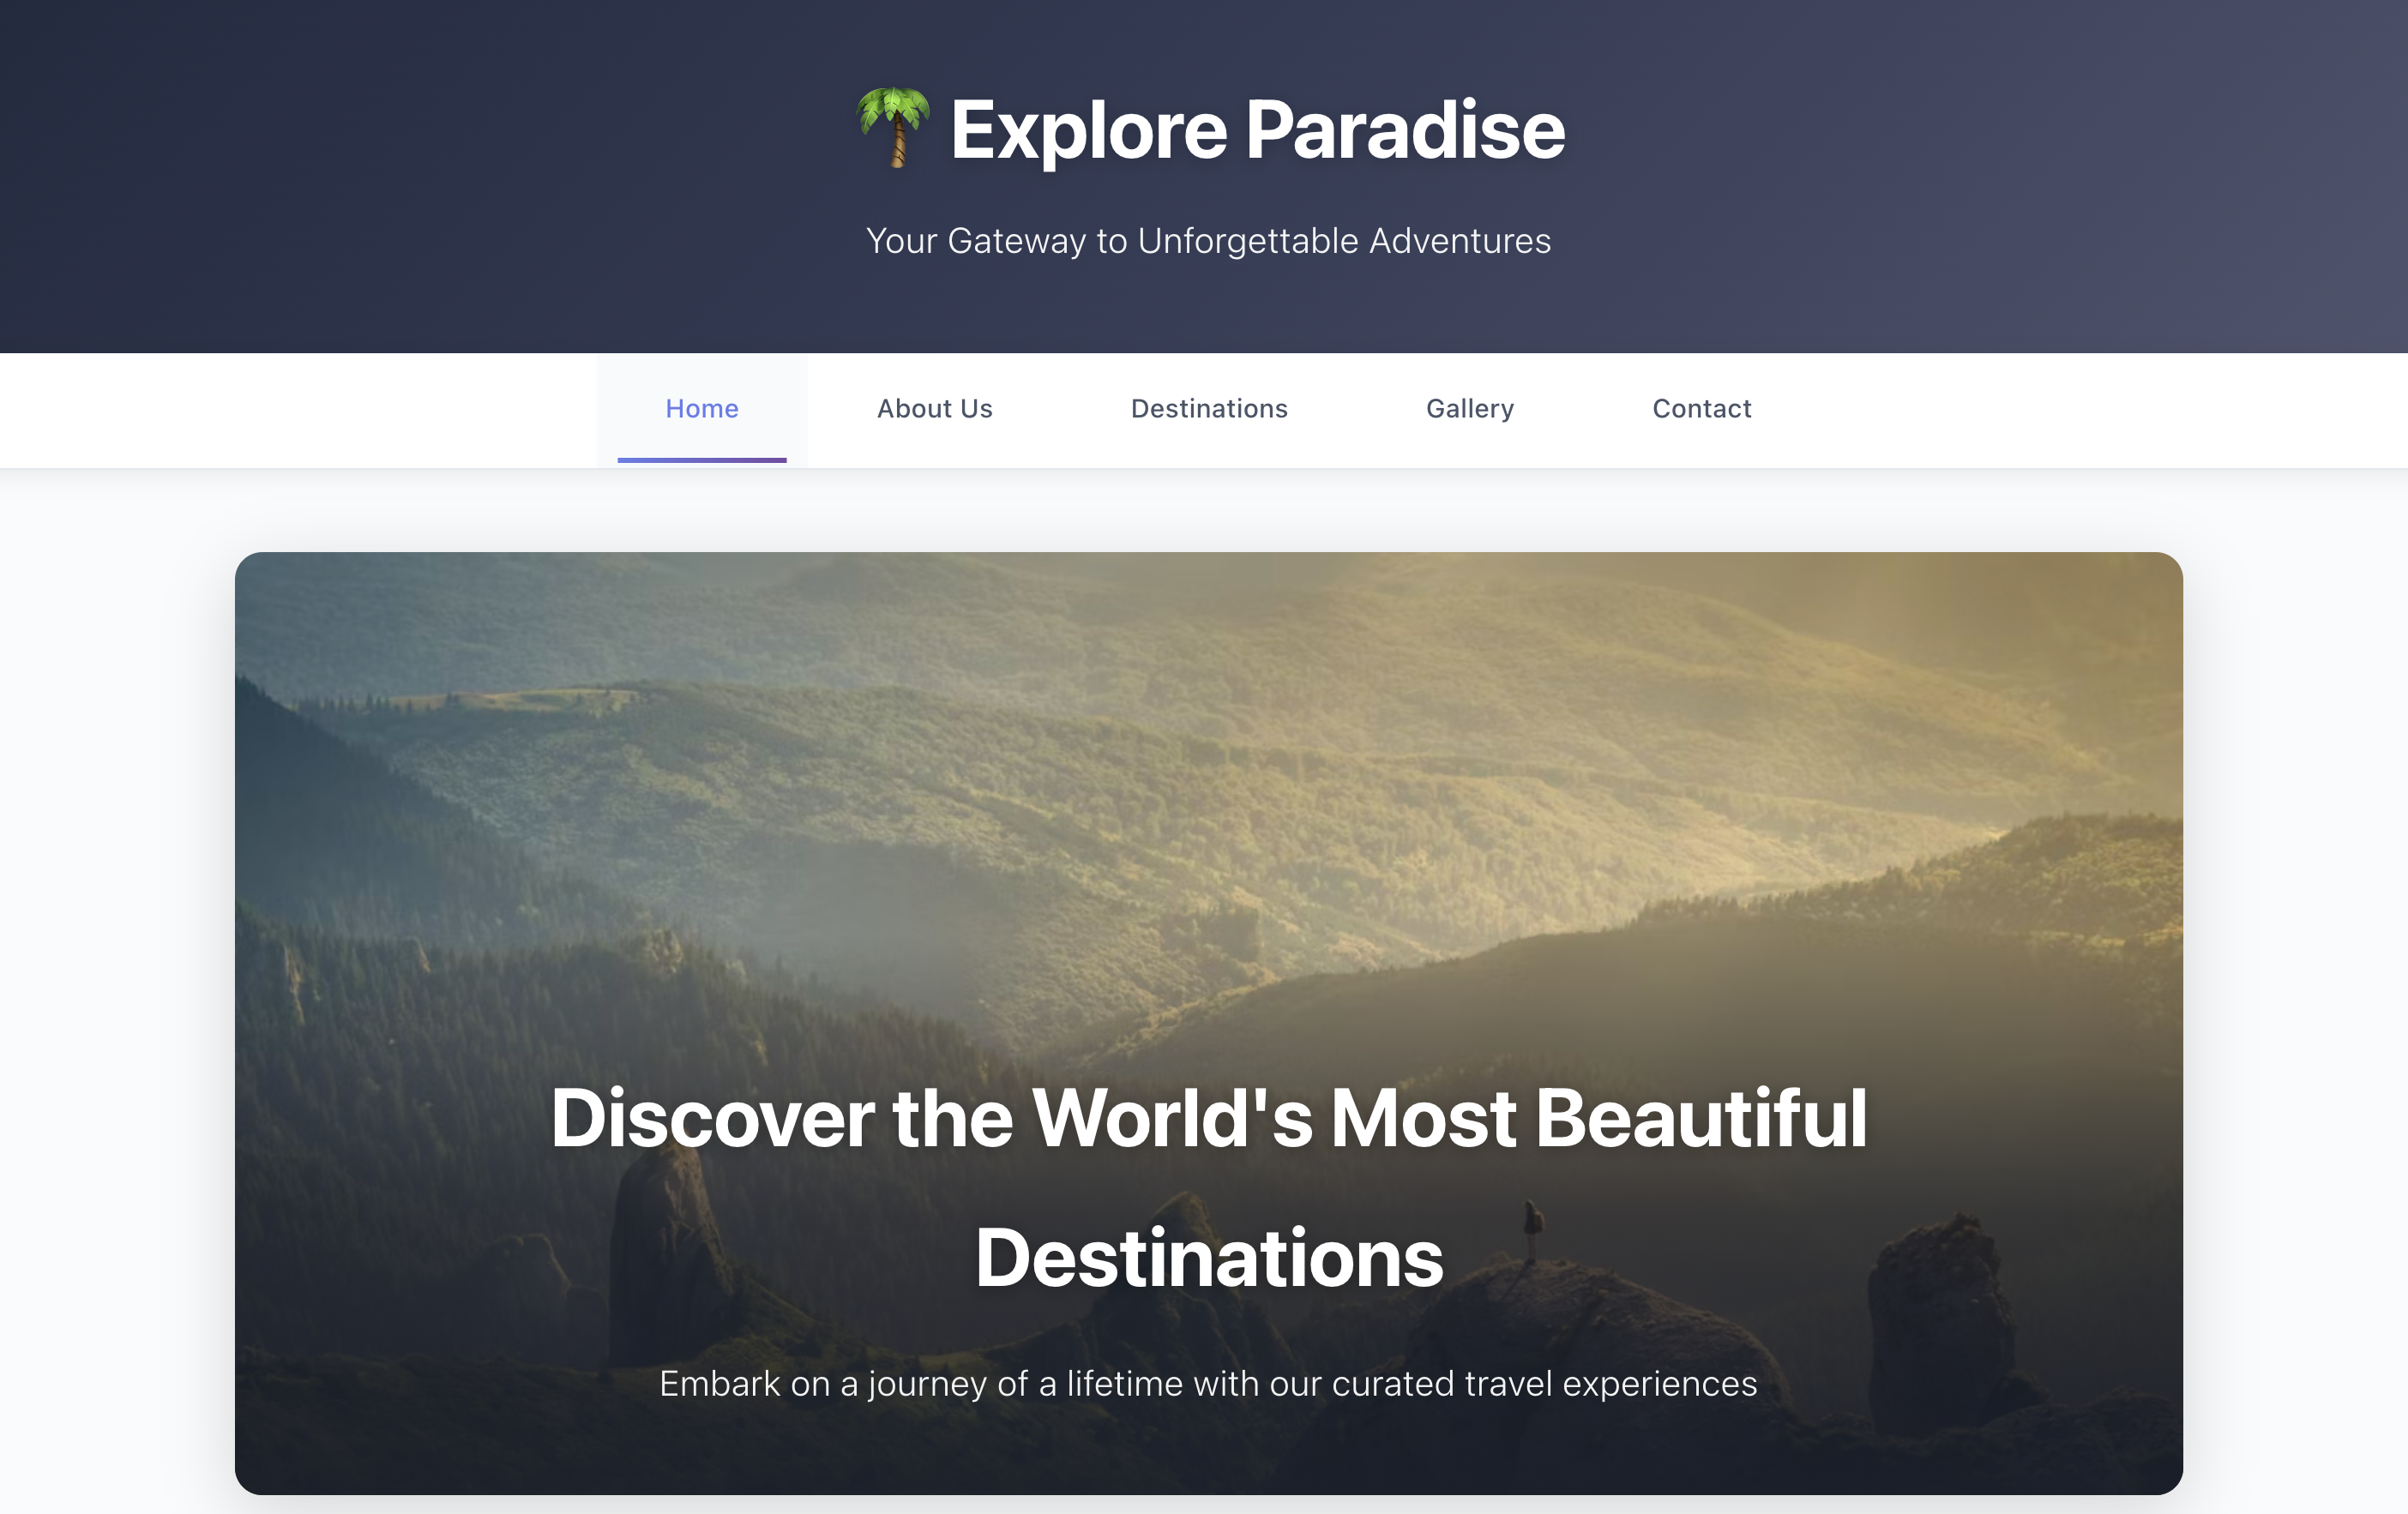 Explore Paradise
Your Gateway to Unforgettable Adventures
Home
About Us
Destinations
Gallery
Contact
Discover the World's Most Beautiful
Destinations
Embark on a journey of a lifetime with our curated travel experiences